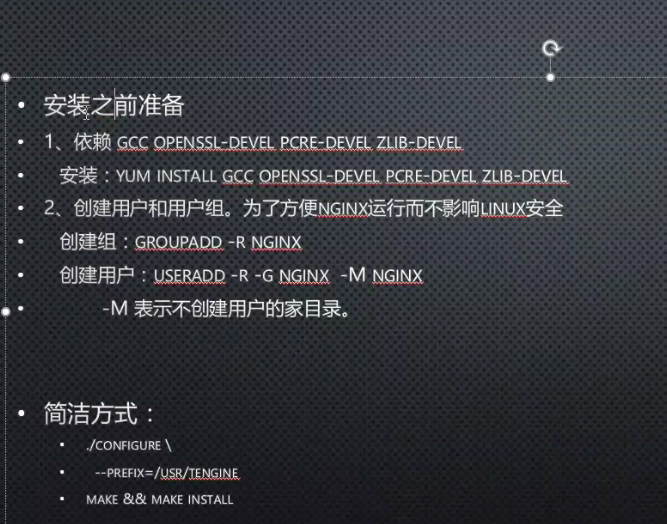 安装之前准备
1、依赖 GCC OPENSSL-DEVEL PCRE-DEVEL ZLIB-DEVEL
安装：YUM INSTALL GCC OPENSSL-DEVEL PCRE-DEVEL ZLIB-DEVEL
2、创建用户和用户组。为了方便NGINX运行而不影响LINUX安全
创建组：GROUPADD -R NGINX
创建用户：USERADD -R -G NGINX -M NGINX
-M 表示不创建用户的家目录。
简洁方式：
./CONFIGURE \
--PREFIX=/USR/TENGINE
MAKE && MAKE INSTALL